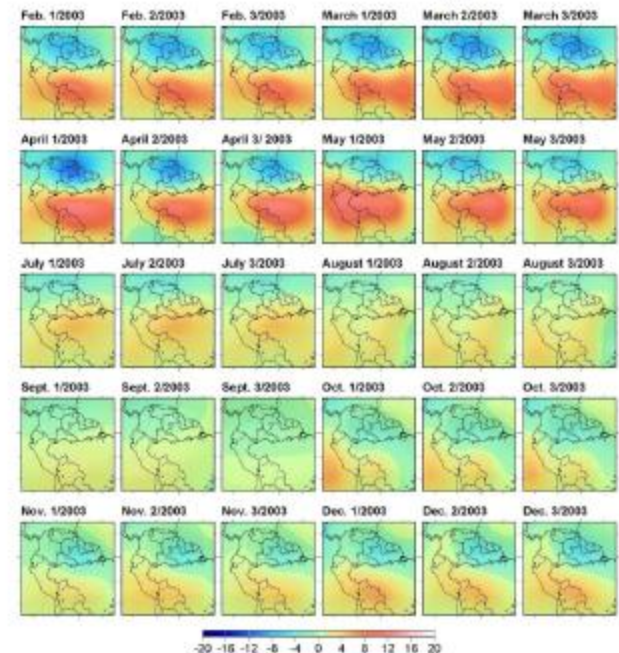 Feb. 1/2003 Feb. 2/2003 Feb. 3/2003 March 1/2003 March 2/2003 March 3/2003
April 1/2003 April 2/2003 April 3/ 2003 May 1/2003 May 2/2003 May 3/2003
July 1/2003 July 2/2003 July 3/2003 August 1/2003 August 2/2003 August 3/2003
Sept. 1/2003 Sept. 2/2003 Sept. 3/2003 Oct. 1/2003 Oct. 2/2003 Oct. 3/2003
Nov. 1/2003 Nov. 2/2003 Nov. 3/2003 Dec. 1/2003 Dec. 2/2003 Dec. 3/2003
-20 -16 -12 -8 -4 0 4 8 12 16 20